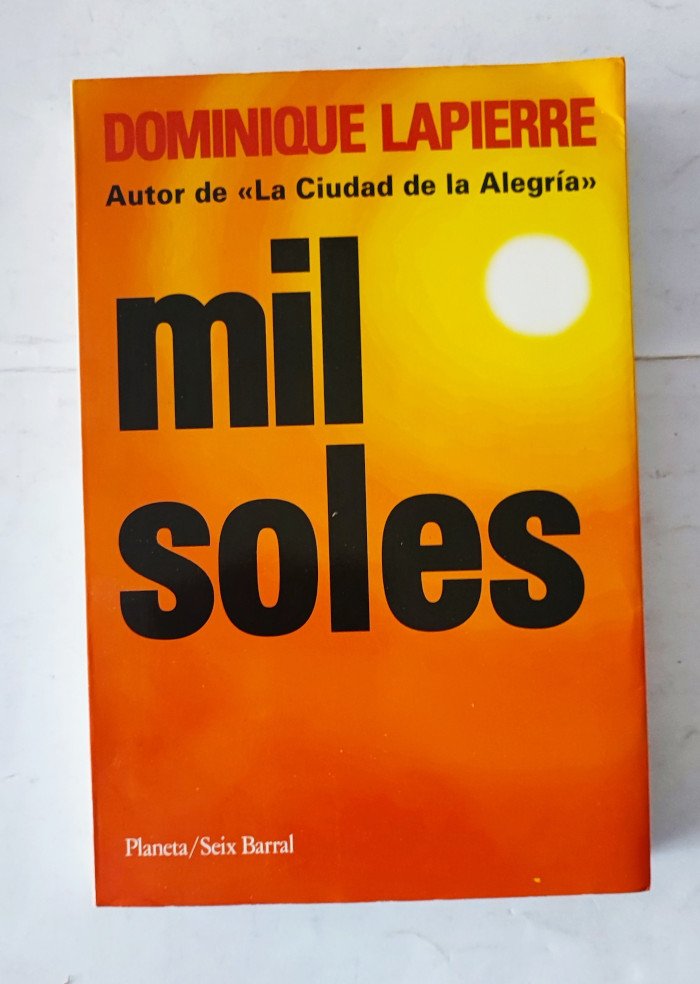 DOMINIQUE LAPIERRE
Autor de «La Ciudad de la Alegría»
mil
soles
Planeta/Seix Barral